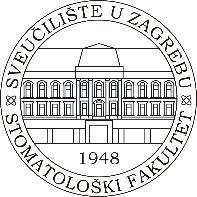 SVEUČILIŠTE U ZAGREBU
STOMATOLOŠKI FAKULTET
1948